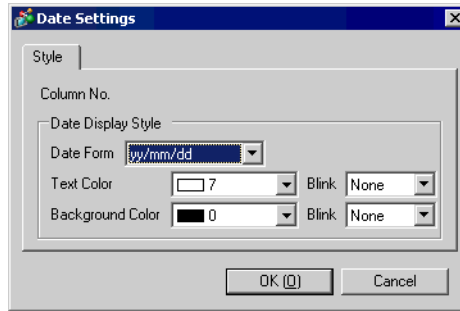 Date Settings
Style
Column No.
Date Display Style
Date Form yy/mm/dd
Text Color 7 Blink None
Background Color 0 Blink None
OK (O) Cancel